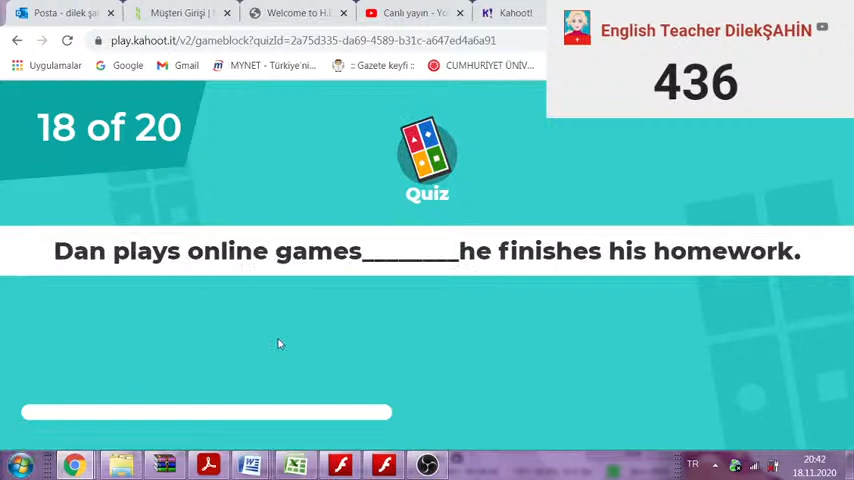 Posta - dilek şal
Müşteri Girişi | N
Welcome to H.E
Canlı yayın - Yo
Kahoot!
play.kahoot.it/v2/gameblock?quizId=2a75d335-da69-4589-b31c-a647ed4a6a91
Uygulamalar
Google
Gmail
MYNET - Türkiye'ni...
:: Gazete keyfi ::
CUMHURİYET ÜNİV...
English Teacher DilekŞAHİN
436
18 of 20
Quiz
Dan plays online games________he finishes his homework.
TR
20:42
18.11.2020